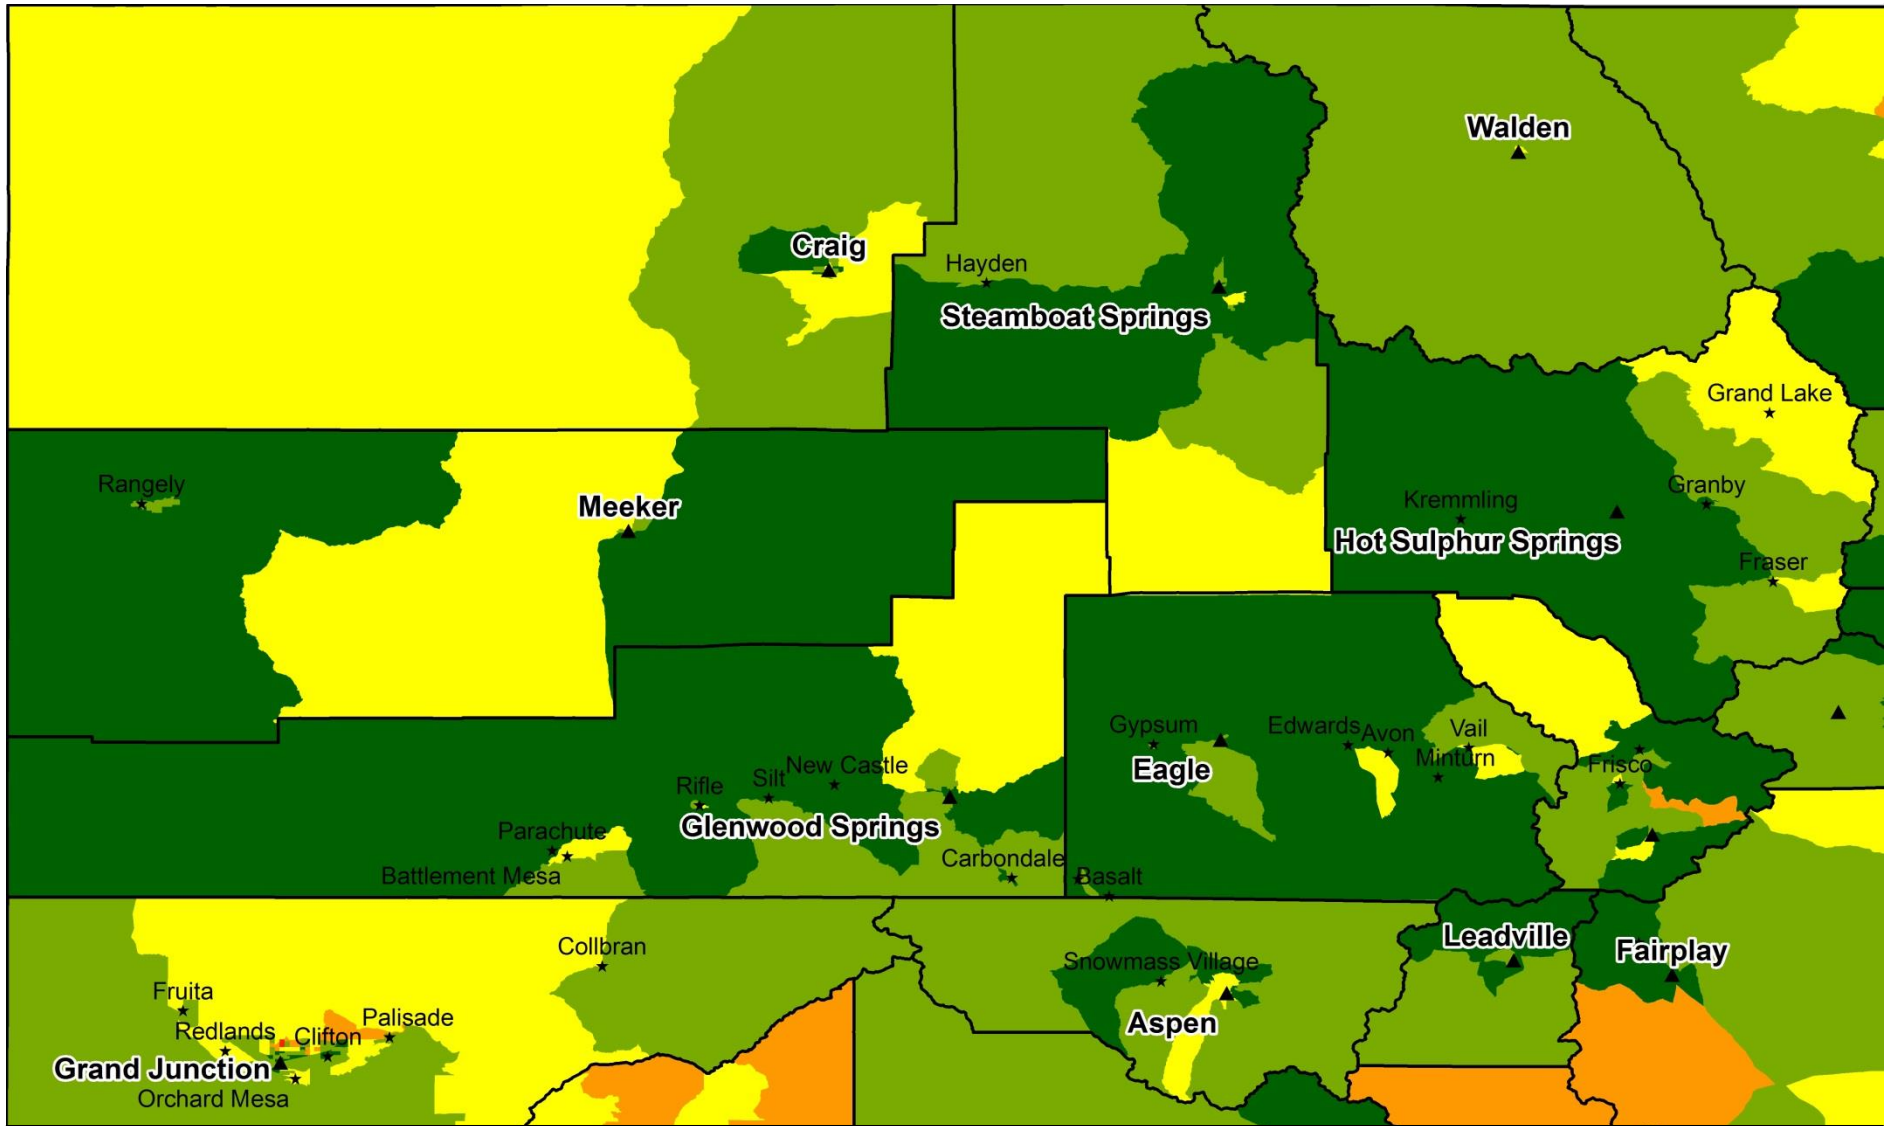 Walden
Craig
Hayden
Steamboat Springs
Grand Lake
Rangely
Meeker
Kremmling
Granby
Hot Sulphur Springs
Fraser
Gypsum
Edwards
Avon
Vail
Eagle
Minturn
Frisco
New Castle
Silt
Rifle
Glenwood Springs
Parachute
Battlement Mesa
Carbondale
Basalt
Collbran
Snowmass Village
Leadville
Fairplay
Fruita
Palisade
Redlands
Clifton
Aspen
Grand Junction
Orchard Mesa